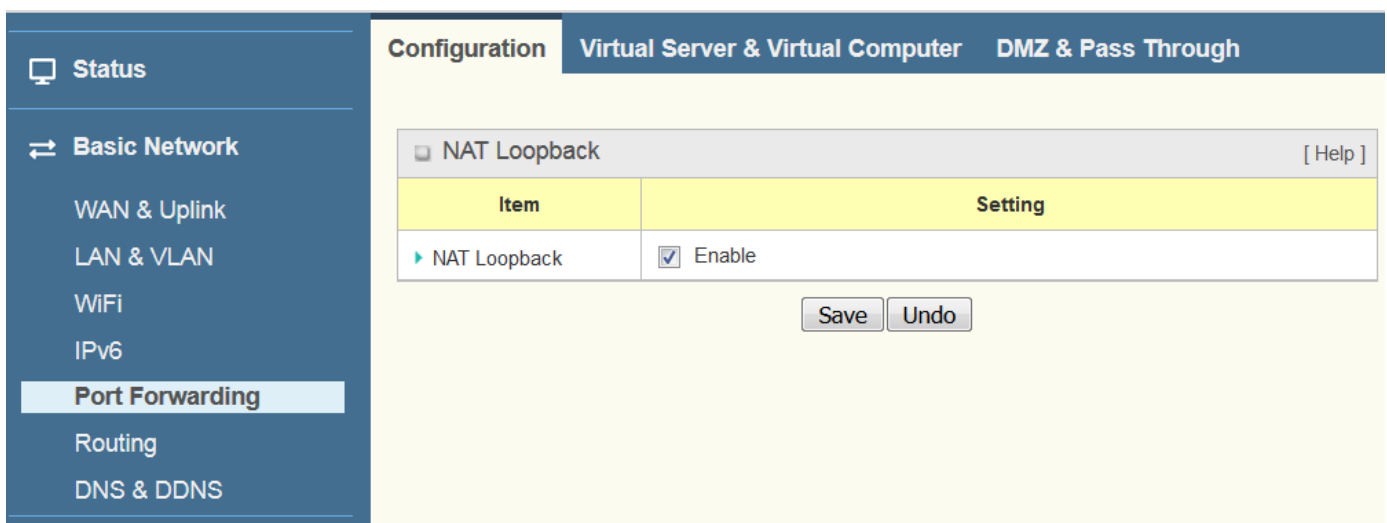 Status
Basic Network
WAN & Uplink
LAN & VLAN
WiFi
IPv6
Port Forwarding
Routing
DNS & DDNS
Configuration Virtual Server & Virtual Computer DMZ & Pass Through
NAT Loopback [ Help ]
Item Setting
NAT Loopback Enable
Save Undo